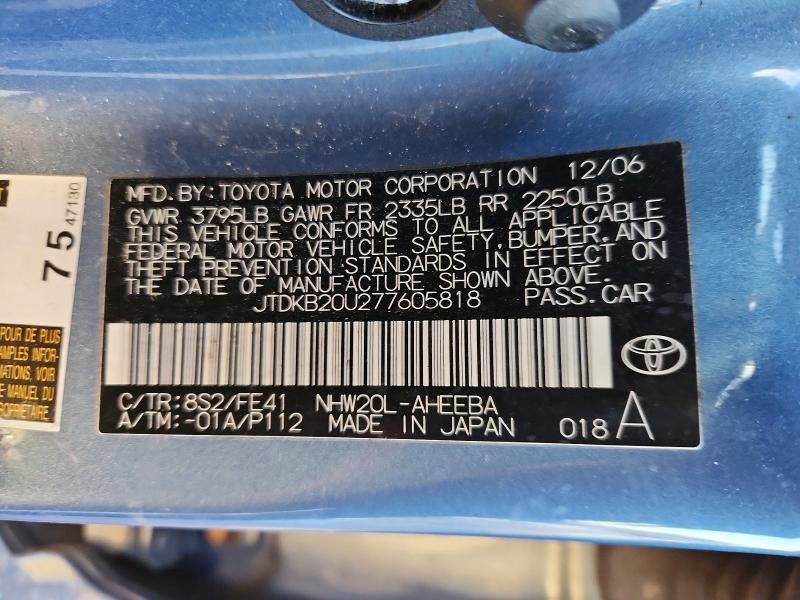 MFD. BY: TOYOTA MOTOR CORPORATION 12/06
GVWR 3795LB GAWR FR 2335LB RR 2250LB
THIS VEHICLE CONFORMS TO ALL APPLICABLE
FEDERAL MOTOR VEHICLE SAFETY, BUMPER, AND
THEFT PREVENTION STANDARDS IN EFFECT ON
THE DATE OF MANUFACTURE SHOWN ABOVE.
JTDKB20U277605818 PASS. CAR
C/TR: 8S2/FE41 NHW20L-AHEEBA
A/TM: -01A/P112 MADE IN JAPAN 018 A
75
47130
POUR DE PLUS
AMPLES INFOR-
MATIONS, VOIR
LE MANUEL DU